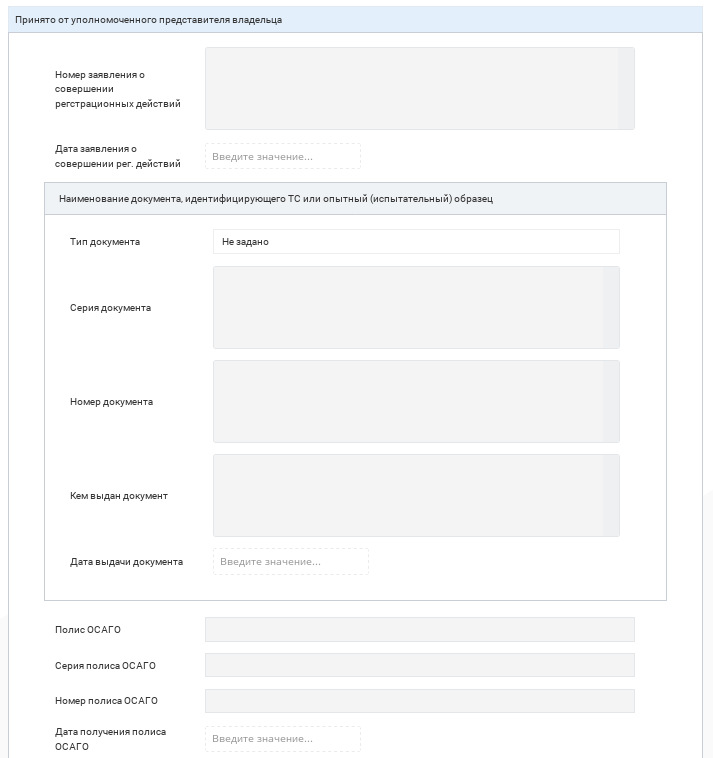 Принято от уполномоченного представителя владельца
Номер заявления о
совершении
регстрационных действий
Дата заявления о
совершении рег. действий
Введите значение...
Наименование документа, идентифицирующего ТС или опытный (испытательный) образец
Тип документа
Не задано
Серия документа
Номер документа
Кем выдан документ
Дата выдачи документа
Введите значение...
Полис ОСАГО
Серия полиса ОСАГО
Номер полиса ОСАГО
Дата получения полиса
ОСАГО
Введите значение...